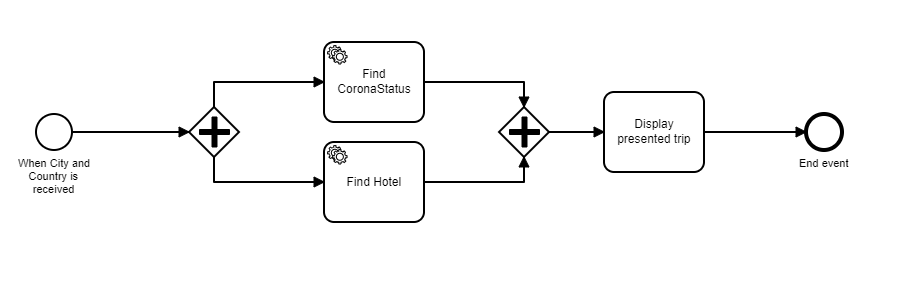 When City and
Country is
received
Find
CoronaStatus
Find Hotel
Display
presented trip
End event